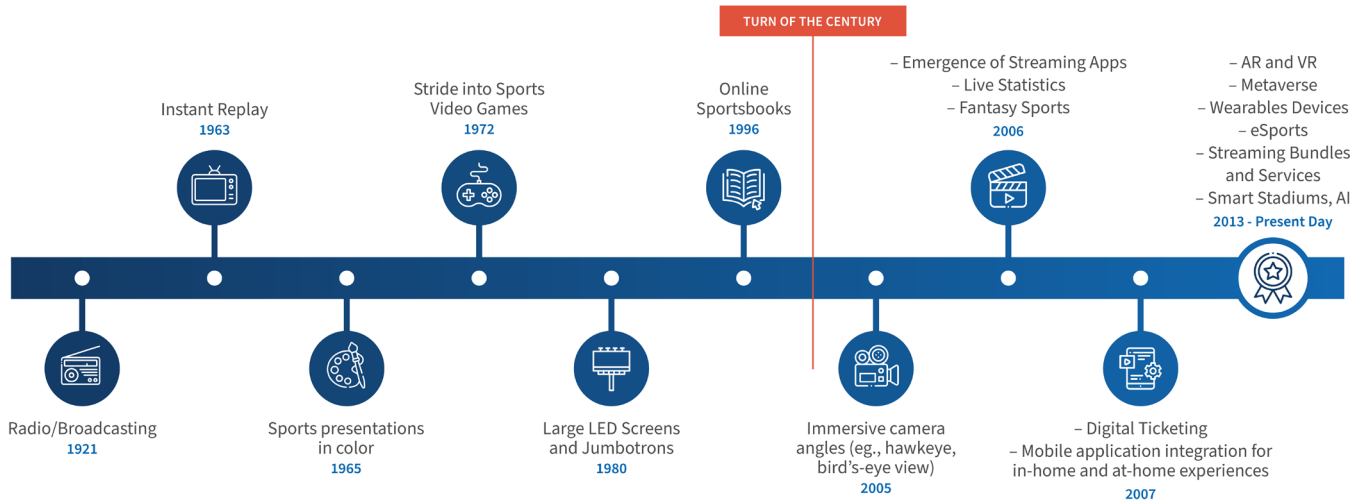 TURN OF THE CENTURY
Radio/Broadcasting
1921
Instant Replay
1963
Sports presentations
in color
1965
Stride into Sports
Video Games
1972
Large LED Screens
and Jumbotrons
1980
Online
Sportsbooks
1996
Immersive camera
angles (eg., hawkeye,
bird’s-eye view)
2005
– Emergence of Streaming Apps
– Live Statistics
– Fantasy Sports
2006
– Digital Ticketing
– Mobile application integration for
in-home and at-home experiences
2007
– AR and VR
– Metaverse
– Wearables Devices
– eSports
– Streaming Bundles
and Services
– Smart Stadiums, AI
2013 - Present Day